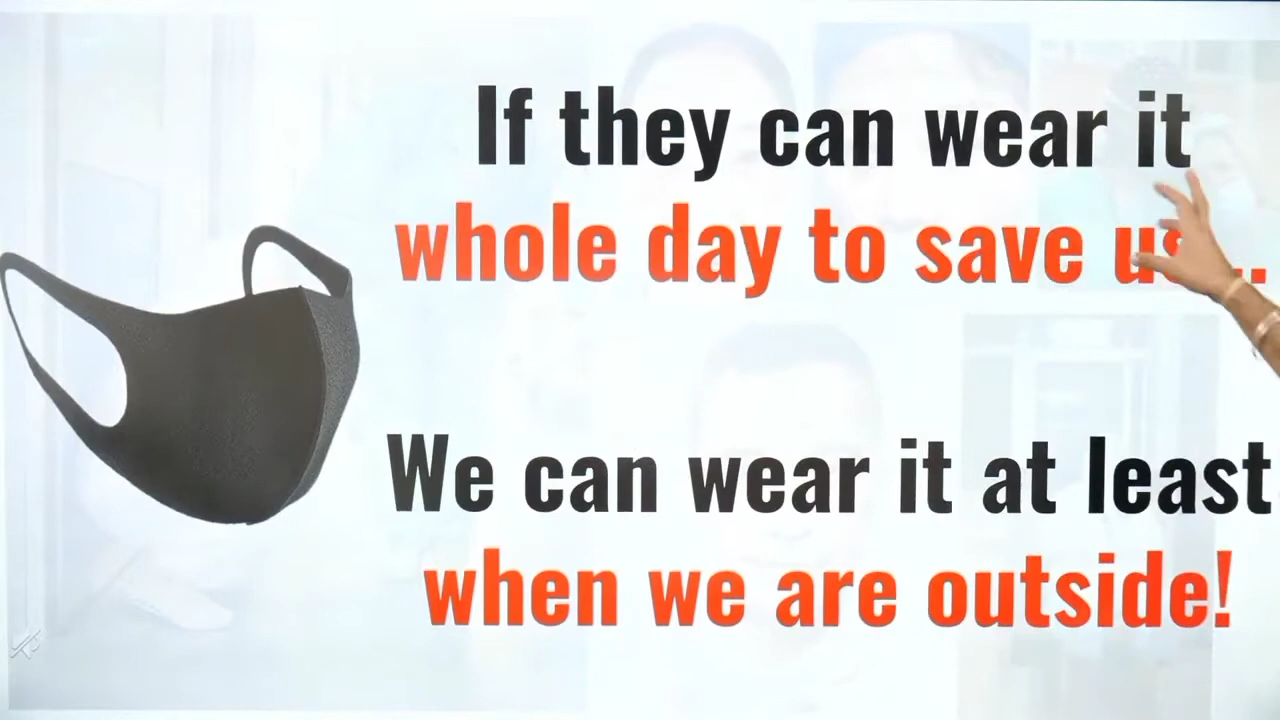 If they can wear it
whole day to save us...
We can wear it at least
when we are outside!